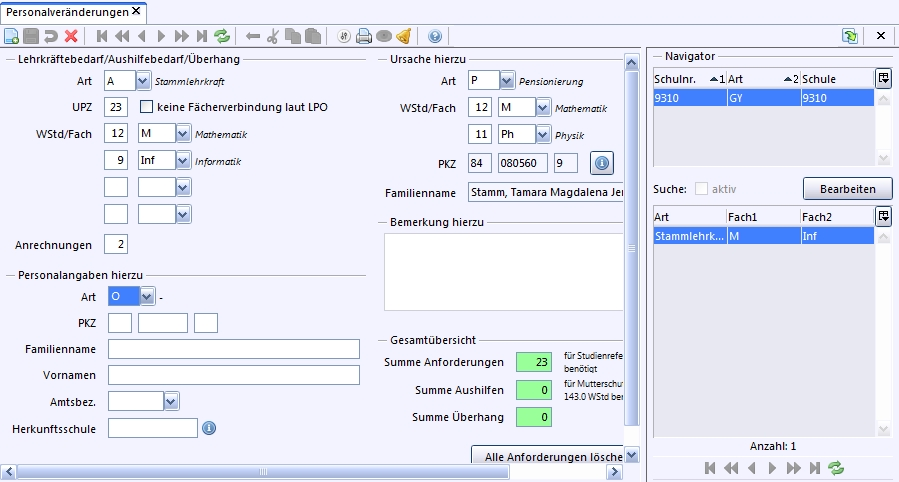 Personalveränderungen
Lehrkräftebedarf/Aushilfebedarf/Überhang
Art A Stammlehrkraft
UPZ 23 keine Fächerverbindung laut LPO
WStd/Fach 12 M Mathematik
9 Inf Informatik
Anrechnungen 2
Personalangaben hierzu
Art O -
PKZ
Familienname
Vornamen
Amtsbez.
Herkunftsschule
Ursache hierzu
Art P Pensionierung
WStd/Fach 12 M Mathematik
11 Ph Physik
PKZ 84 080560 9
Familienname Stamm, Tamara Magdalena Jer
Bemerkung hierzu
Gesamtübersicht
Summe Anforderungen 23 für Studienrefe
benötigt
Summe Aushilfen 0 für Mutterschut
143.0 WStd ber
Summe Überhang 0
Alle Anforderungen lösche
Navigator
Schulnr. 1 Art 2 Schule
9310 GY 9310
Suche: aktiv Bearbeiten
Art Fach1 Fach2
Stammlehrk... M Inf
Anzahl: 1